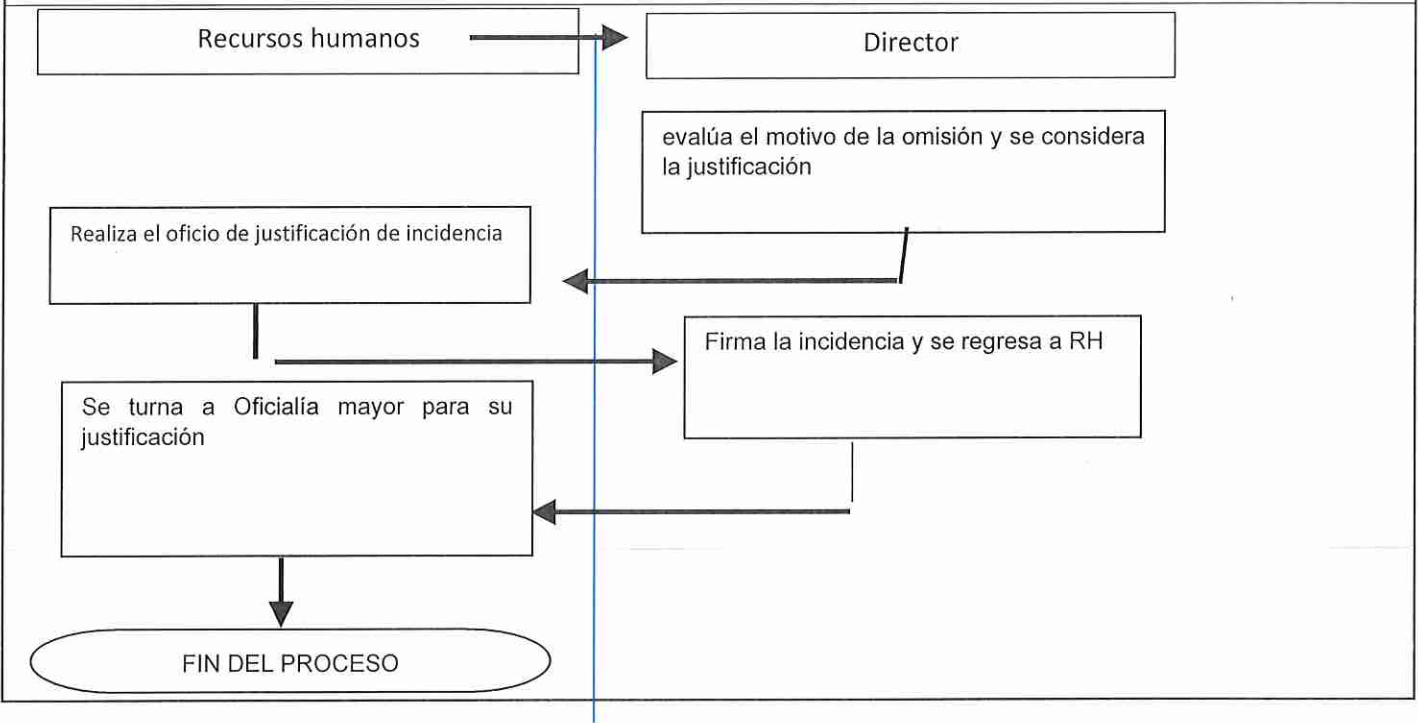 Recursos humanos
Director
evalúa el motivo de la omisión y se considera
la justificación
Realiza el oficio de justificación de incidencia
Firma la incidencia y se regresa a RH
Se turna a Oficialía mayor para su
justificación
FIN DEL PROCESO